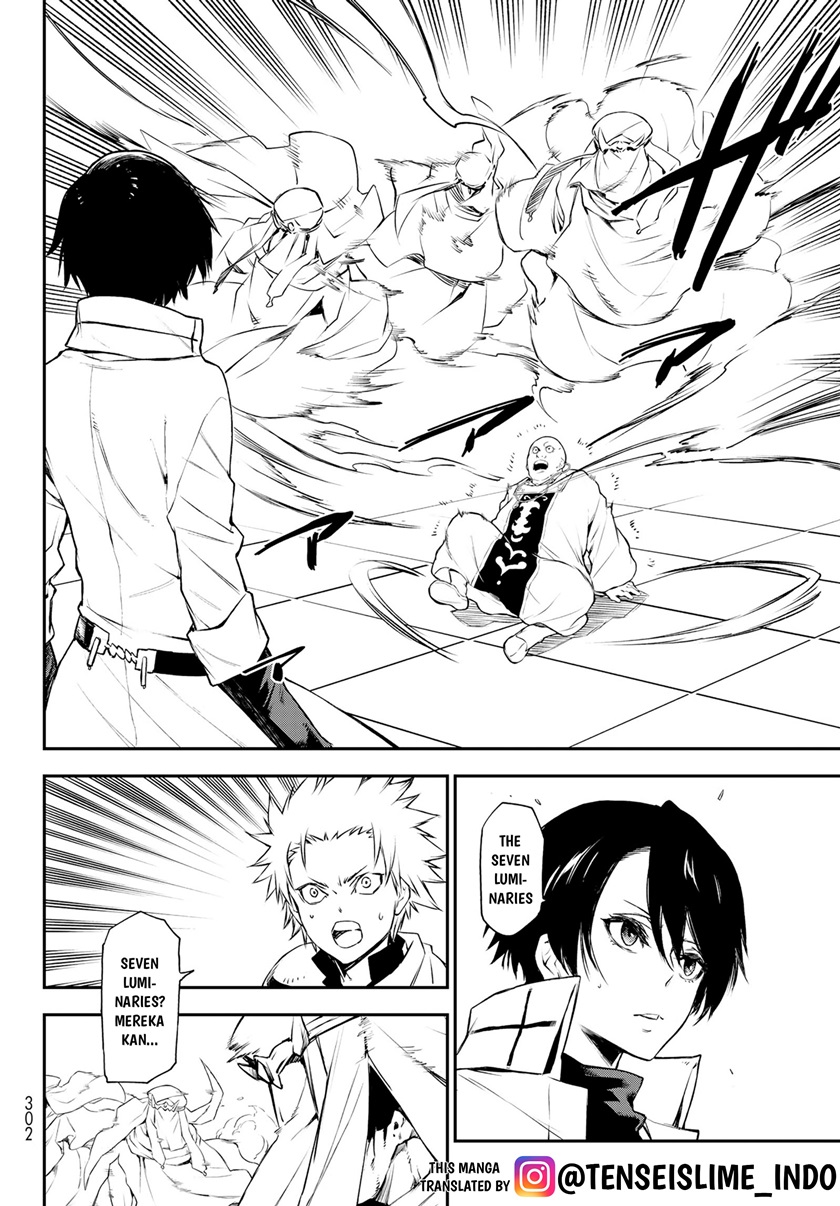 THE
SEVEN
LUMI-
NARIES
SEVEN
LUMI-
NARIES?
MEREKA
KAN...
302
THIS MANGA
TRANSLATED BY
@TENSEISLIME_INDO